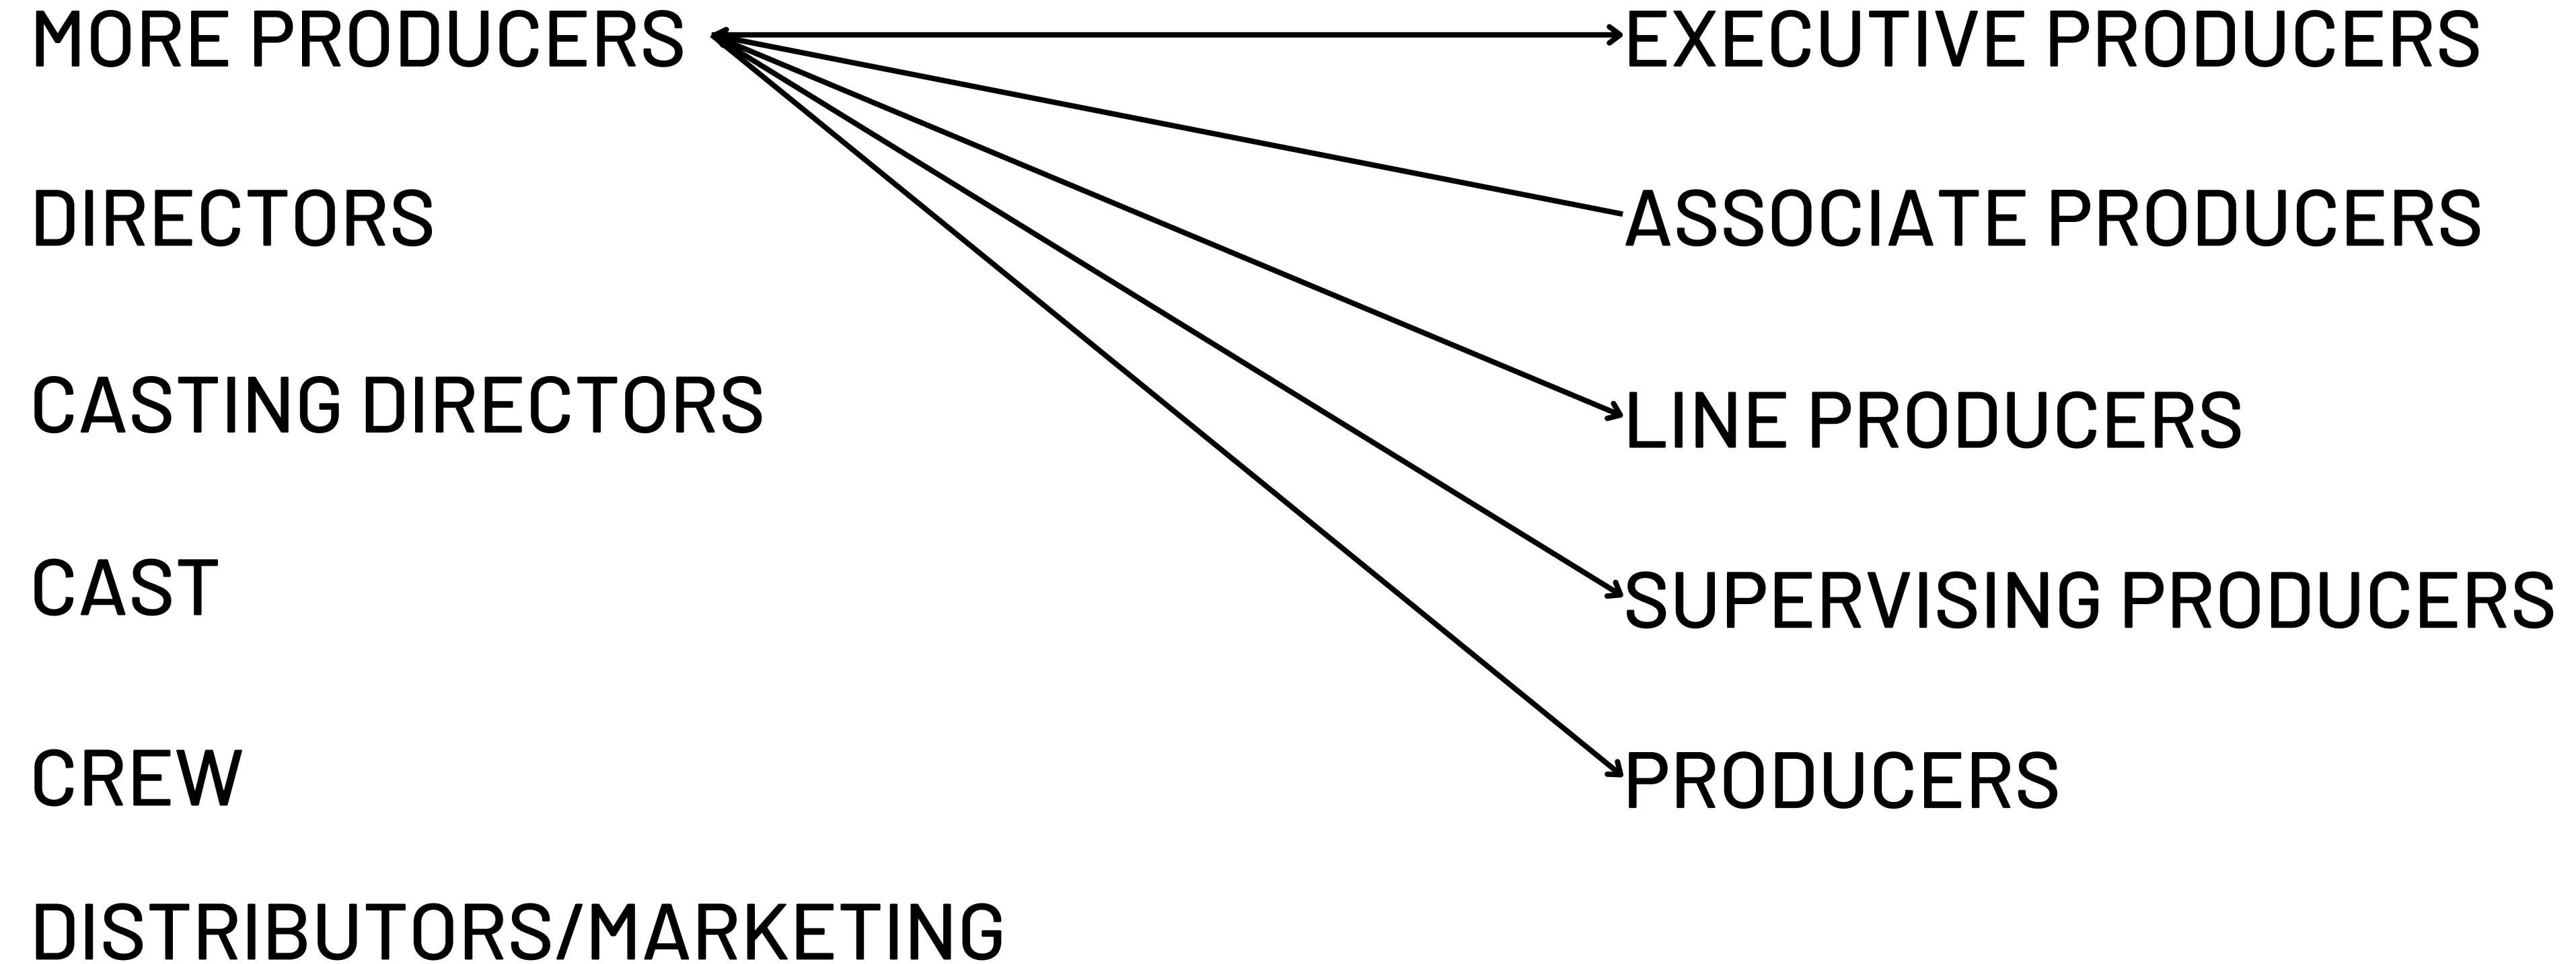 MORE PRODUCERS
EXECUTIVE PRODUCERS
DIRECTORS
ASSOCIATE PRODUCERS
CASTING DIRECTORS
LINE PRODUCERS
CAST
SUPERVISING PRODUCERS
CREW
PRODUCERS
DISTRIBUTORS/MARKETING